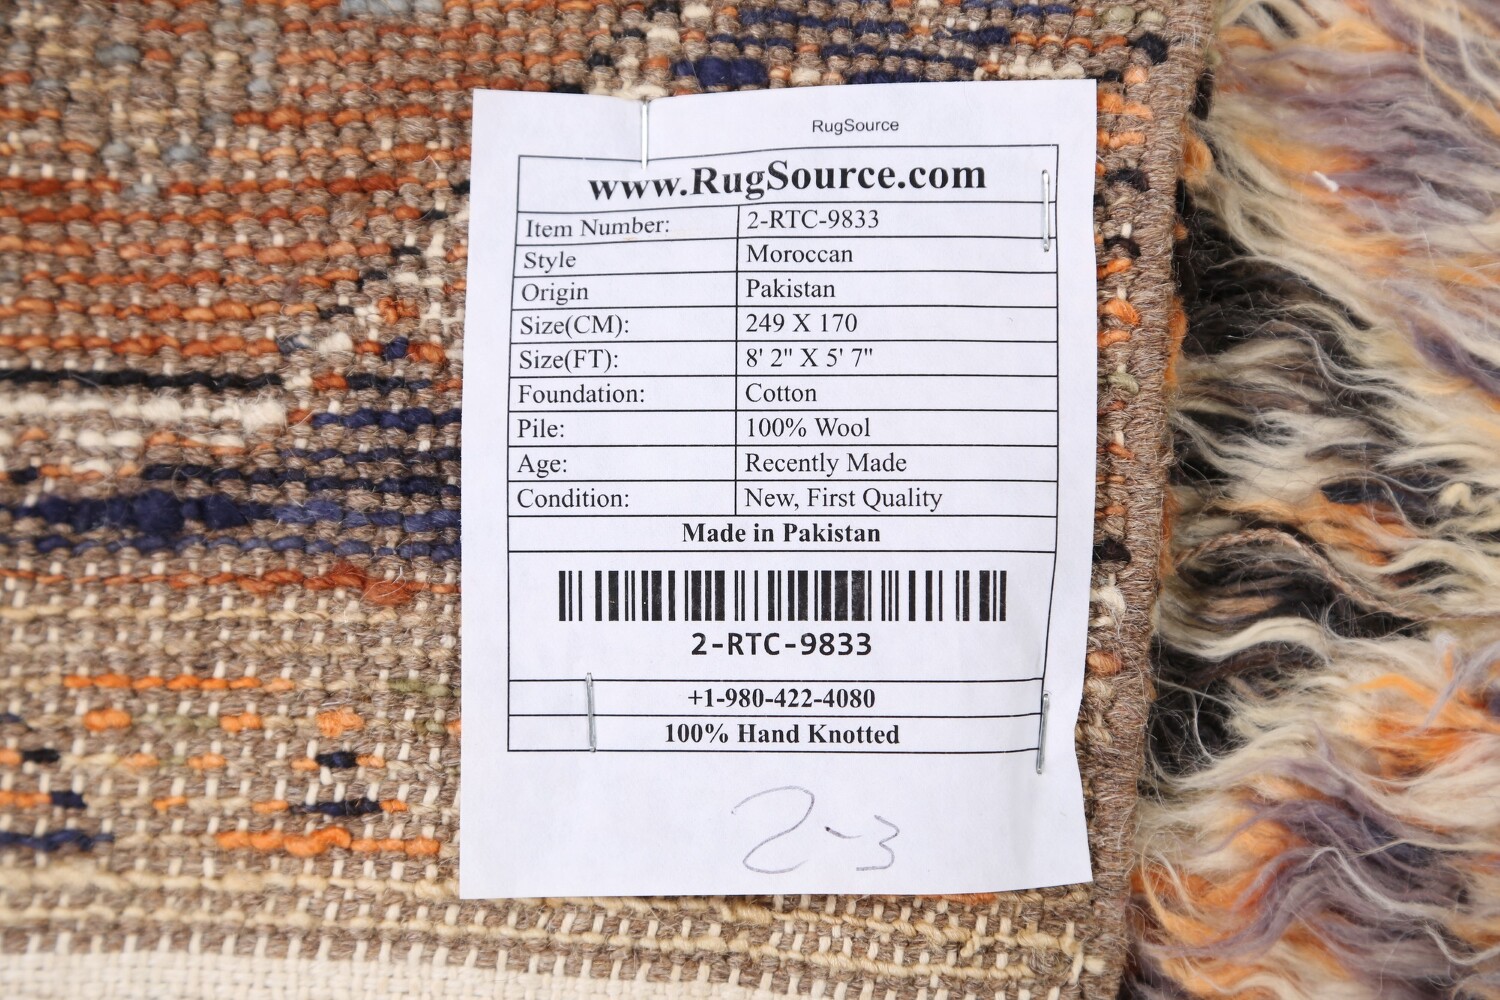 RugSource
www.RugSource.com
Item Number: 2-RTC-9833
Style Moroccan
Origin Pakistan
Size(CM): 249 X 170
Size(FT): 8' 2" X 5' 7"
Foundation: Cotton
Pile: 100% Wool
Age: Recently Made
Condition: New, First Quality
Made in Pakistan
2-RTC-9833
+1-980-422-4080
100% Hand Knotted
2-3